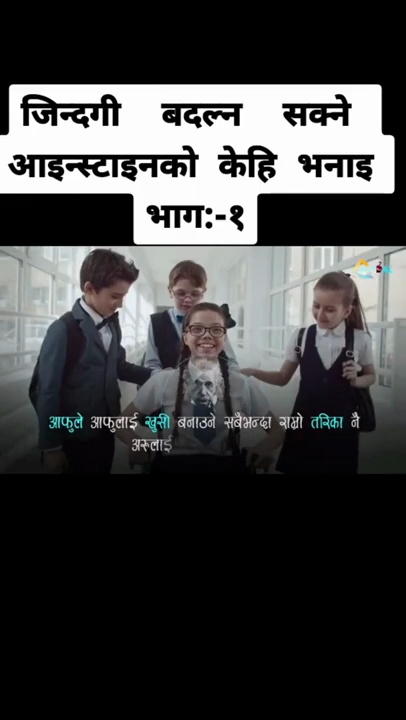 जिन्दगी बदल्न सक्ने
आइन्स्टाइनको केहि भनाइ
भाग:-१
आफुले आफुलाई खुसी बनाउने सबैभन्दा राम्रो तरिका नै
अरुलाई